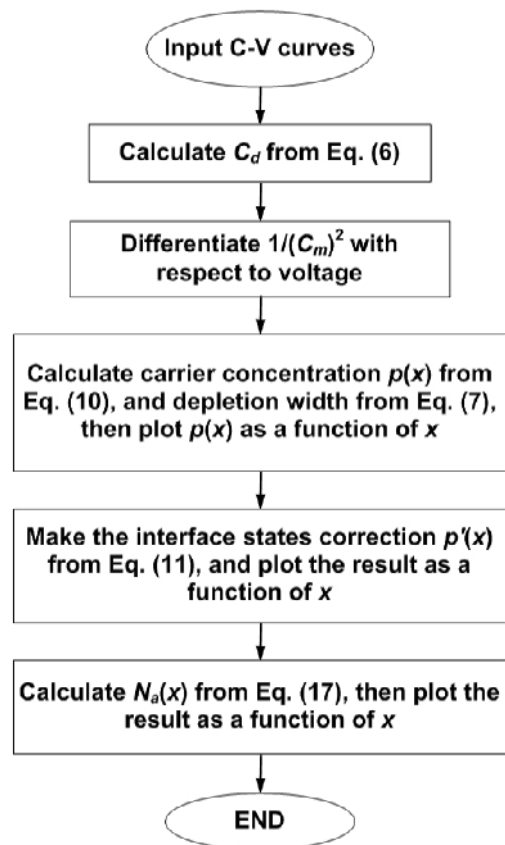 Input C-V curves
Calculate C_d from Eq. (6)
Differentiate 1/(C_m)² with
respect to voltage
Calculate carrier concentration p(x) from
Eq. (10), and depletion width from Eq. (7),
then plot p(x) as a function of x
Make the interface states correction p'(x)
from Eq. (11), and plot the result as a
function of x
Calculate N_a(x) from Eq. (17), then plot the
result as a function of x
END